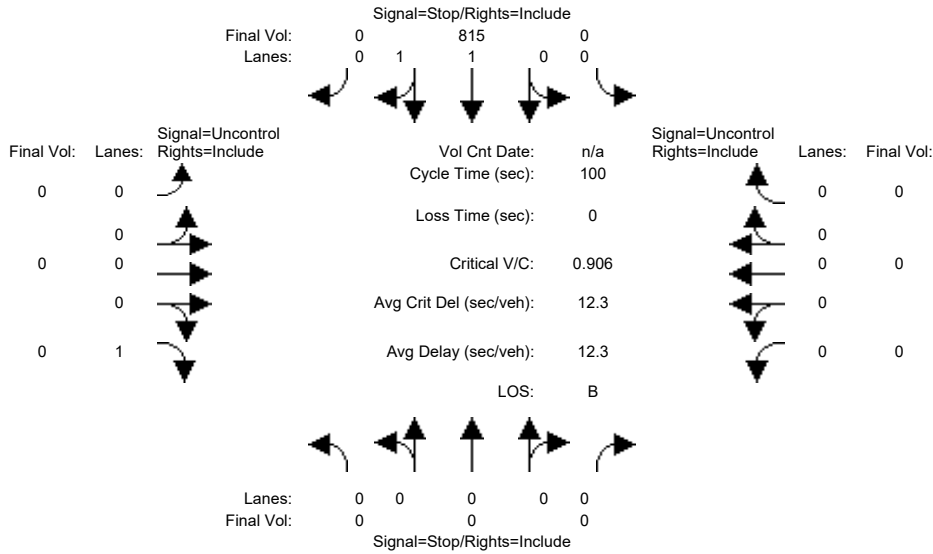 Signal=Stop/Rights=Include
Final Vol: 0 815 0
Lanes: 0 1 1 0 0
Signal=Uncontrol
Final Vol: Lanes: Rights=Include
Vol Cnt Date: n/a
Signal=Uncontrol
Rights=Include Lanes: Final Vol:
Cycle Time (sec): 100
0 0
0 0
Loss Time (sec): 0
0
0
0 0
Critical V/C: 0.906
0 0
0
Avg Crit Del (sec/veh): 12.3
0
0 1
Avg Delay (sec/veh): 12.3
0 0
LOS: B
Lanes: 0 0 0 0 0
Final Vol: 0 0 0
Signal=Stop/Rights=Include